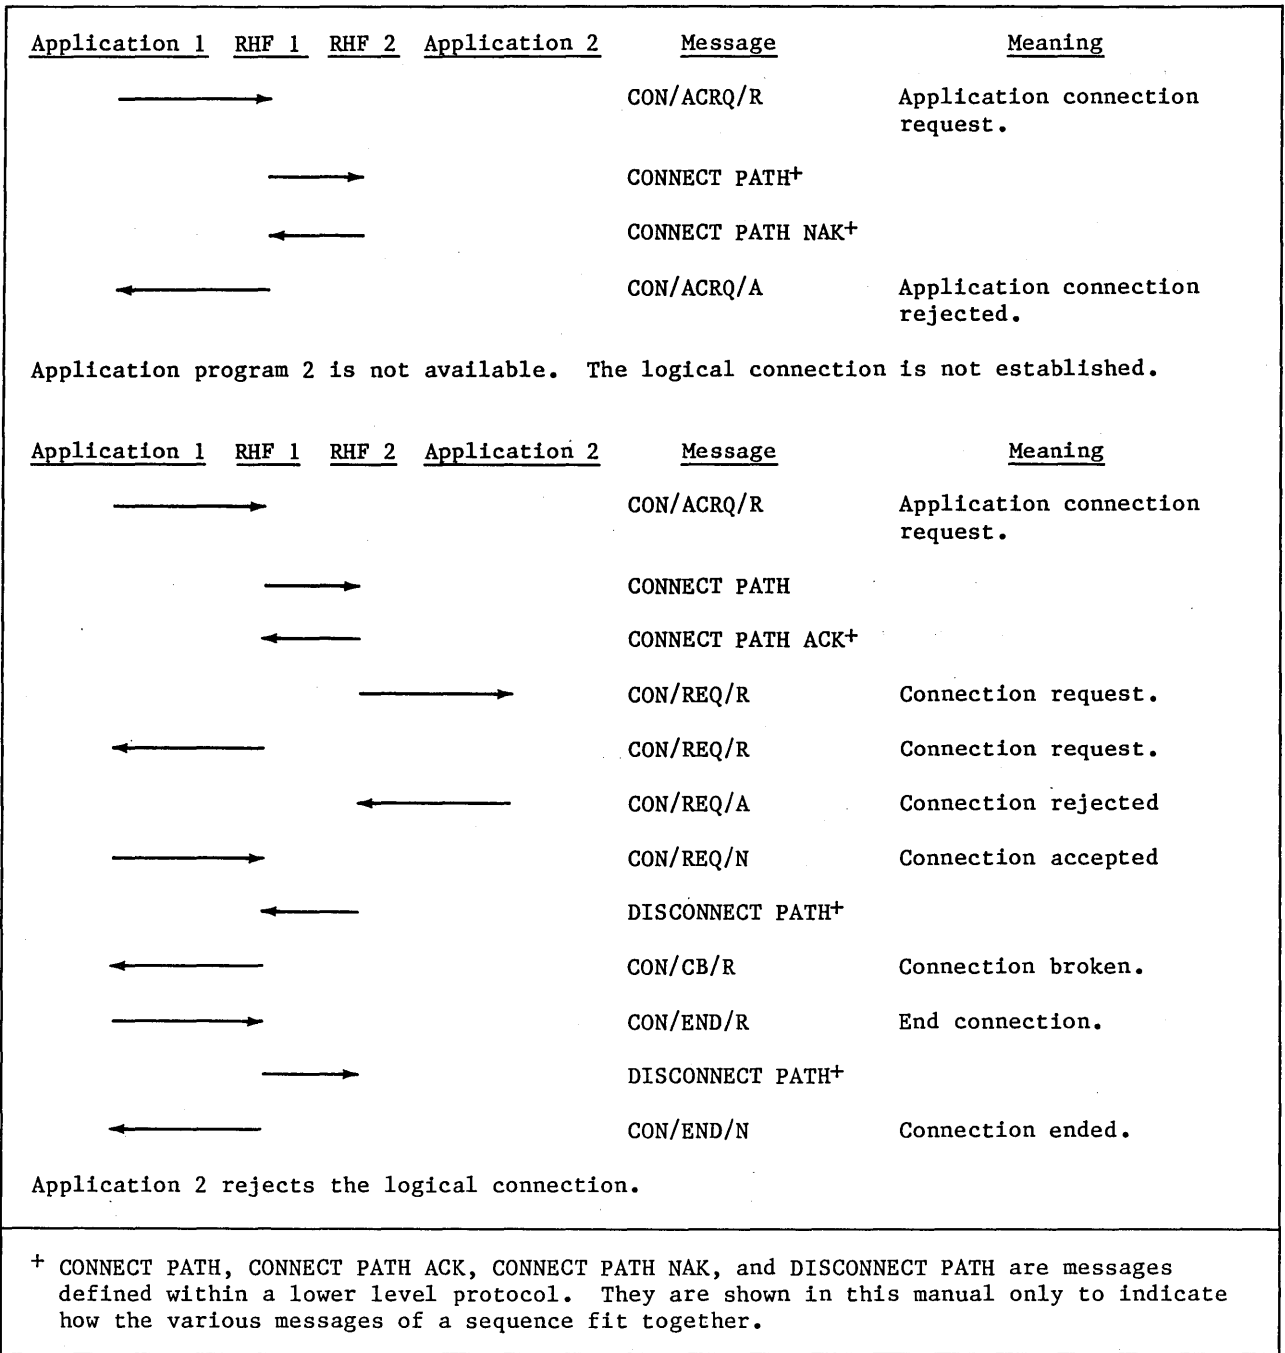 Application 1 RHF 1 RHF 2 Application 2 Message Meaning
CON/ACRQ/R Application connection
request.
CONNECT PATH+
CONNECT PATH NAK+
CON/ACRQ/A Application connection
rejected.
Application program 2 is not available. The logical connection is not established.
Application 1 RHF 1 RHF 2 Application 2 Message Meaning
CON/ACRQ/R Application connection
request.
CONNECT PATH
CONNECT PATH ACK+
CON/REQ/R Connection request.
CON/REQ/R Connection request.
CON/REQ/A Connection rejected
CON/REQ/N Connection accepted
DISCONNECT PATH+
CON/CB/R Connection broken.
CON/END/R End connection.
DISCONNECT PATH+
CON/END/N Connection ended.
Application 2 rejects the logical connection.
+ CONNECT PATH, CONNECT PATH ACK, CONNECT PATH NAK, and DISCONNECT PATH are messages
defined within a lower level protocol. They are shown in this manual only to indicate
how the various messages of a sequence fit together.